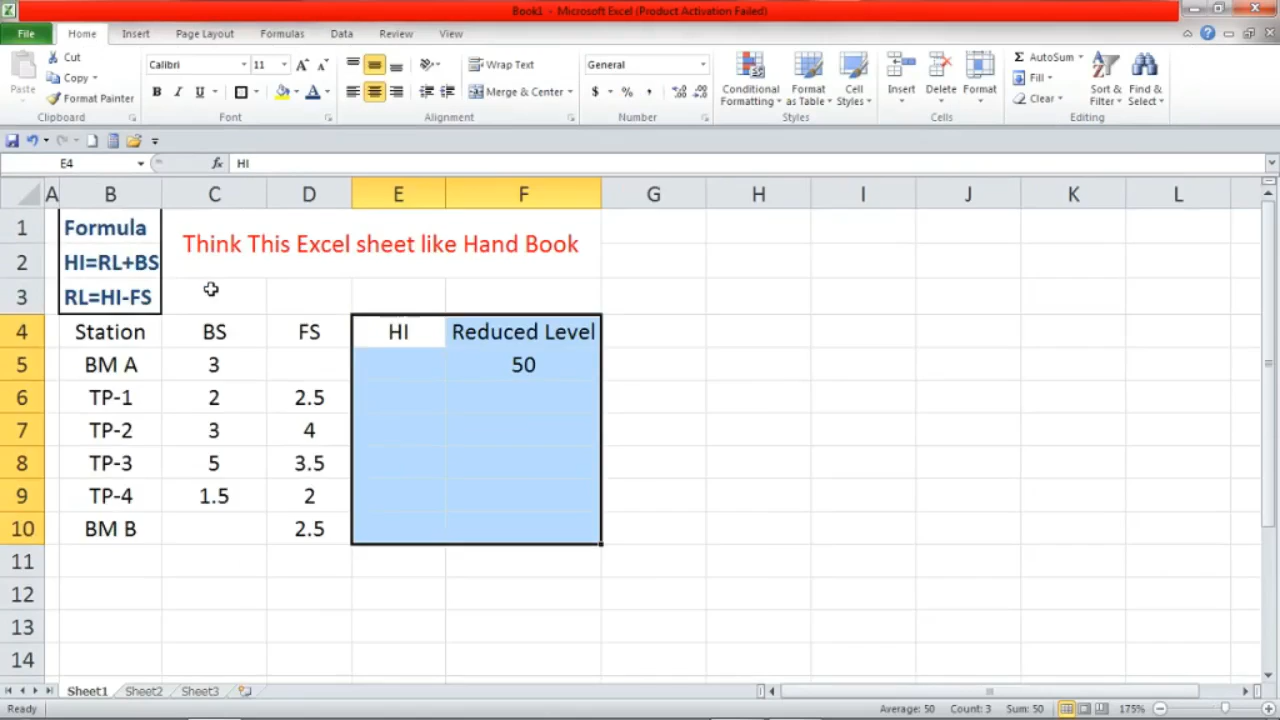 Book1 - Microsoft Excel (Product Activation Failed)
File Home Insert Page Layout Formulas Data Review View
Paste
Cut
Copy
Format Painter
Clipboard
Calibri 11
B I U
Font
Wrap Text
Merge & Center
Alignment
General
$ % ,
Number
Conditional Formatting
Format as Table
Cell Styles
Styles
Insert Delete Format
Cells
Σ AutoSum
Fill
Clear
Sort & Filter
Find & Select
Editing
E4 fx HI
A B C D E F G H I J K L
1 Formula
Think This Excel sheet like Hand Book
2 HI=RL+BS
3 RL=HI-FS
4 Station BS FS HI Reduced Level
5 BM A 3 50
6 TP-1 2 2.5
7 TP-2 3 4
8 TP-3 5 3.5
9 TP-4 1.5 2
10 BM B 2.5
11
12
13
14
Sheet1 Sheet2 Sheet3
Ready Average: 50 Count: 3 Sum: 50 175%